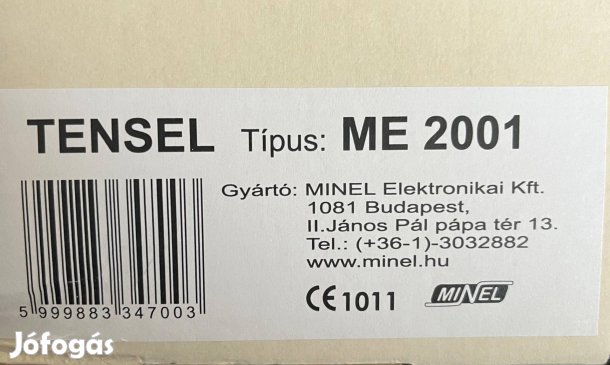 TENSEL Típus: ME 2001
Gyártó: MINEL Elektronikai Kft.
1081 Budapest,
II.János Pál pápa tér 13.
Tel.: (+36-1)-3032882
www.minel.hu
CE 1011 MINEL
5 999883 347003
Jófogás